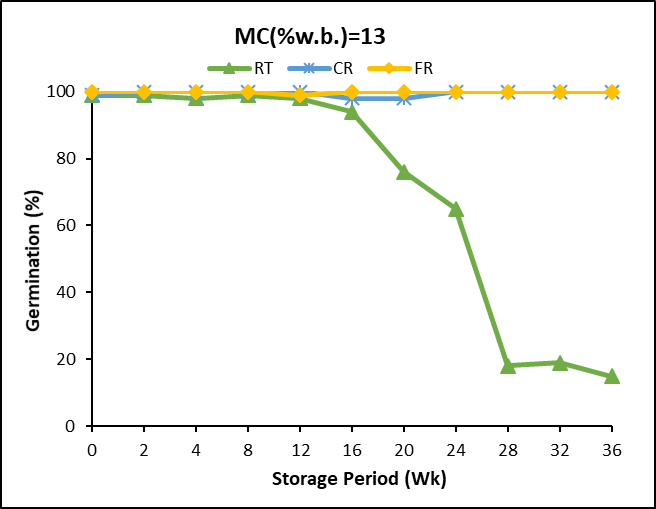 MC(%w.b.)=13
RT CR FR
100
80
60
40
20
0
Germination (%)
0 2 4 8 12 16 20 24 28 32 36
Storage Period (Wk)